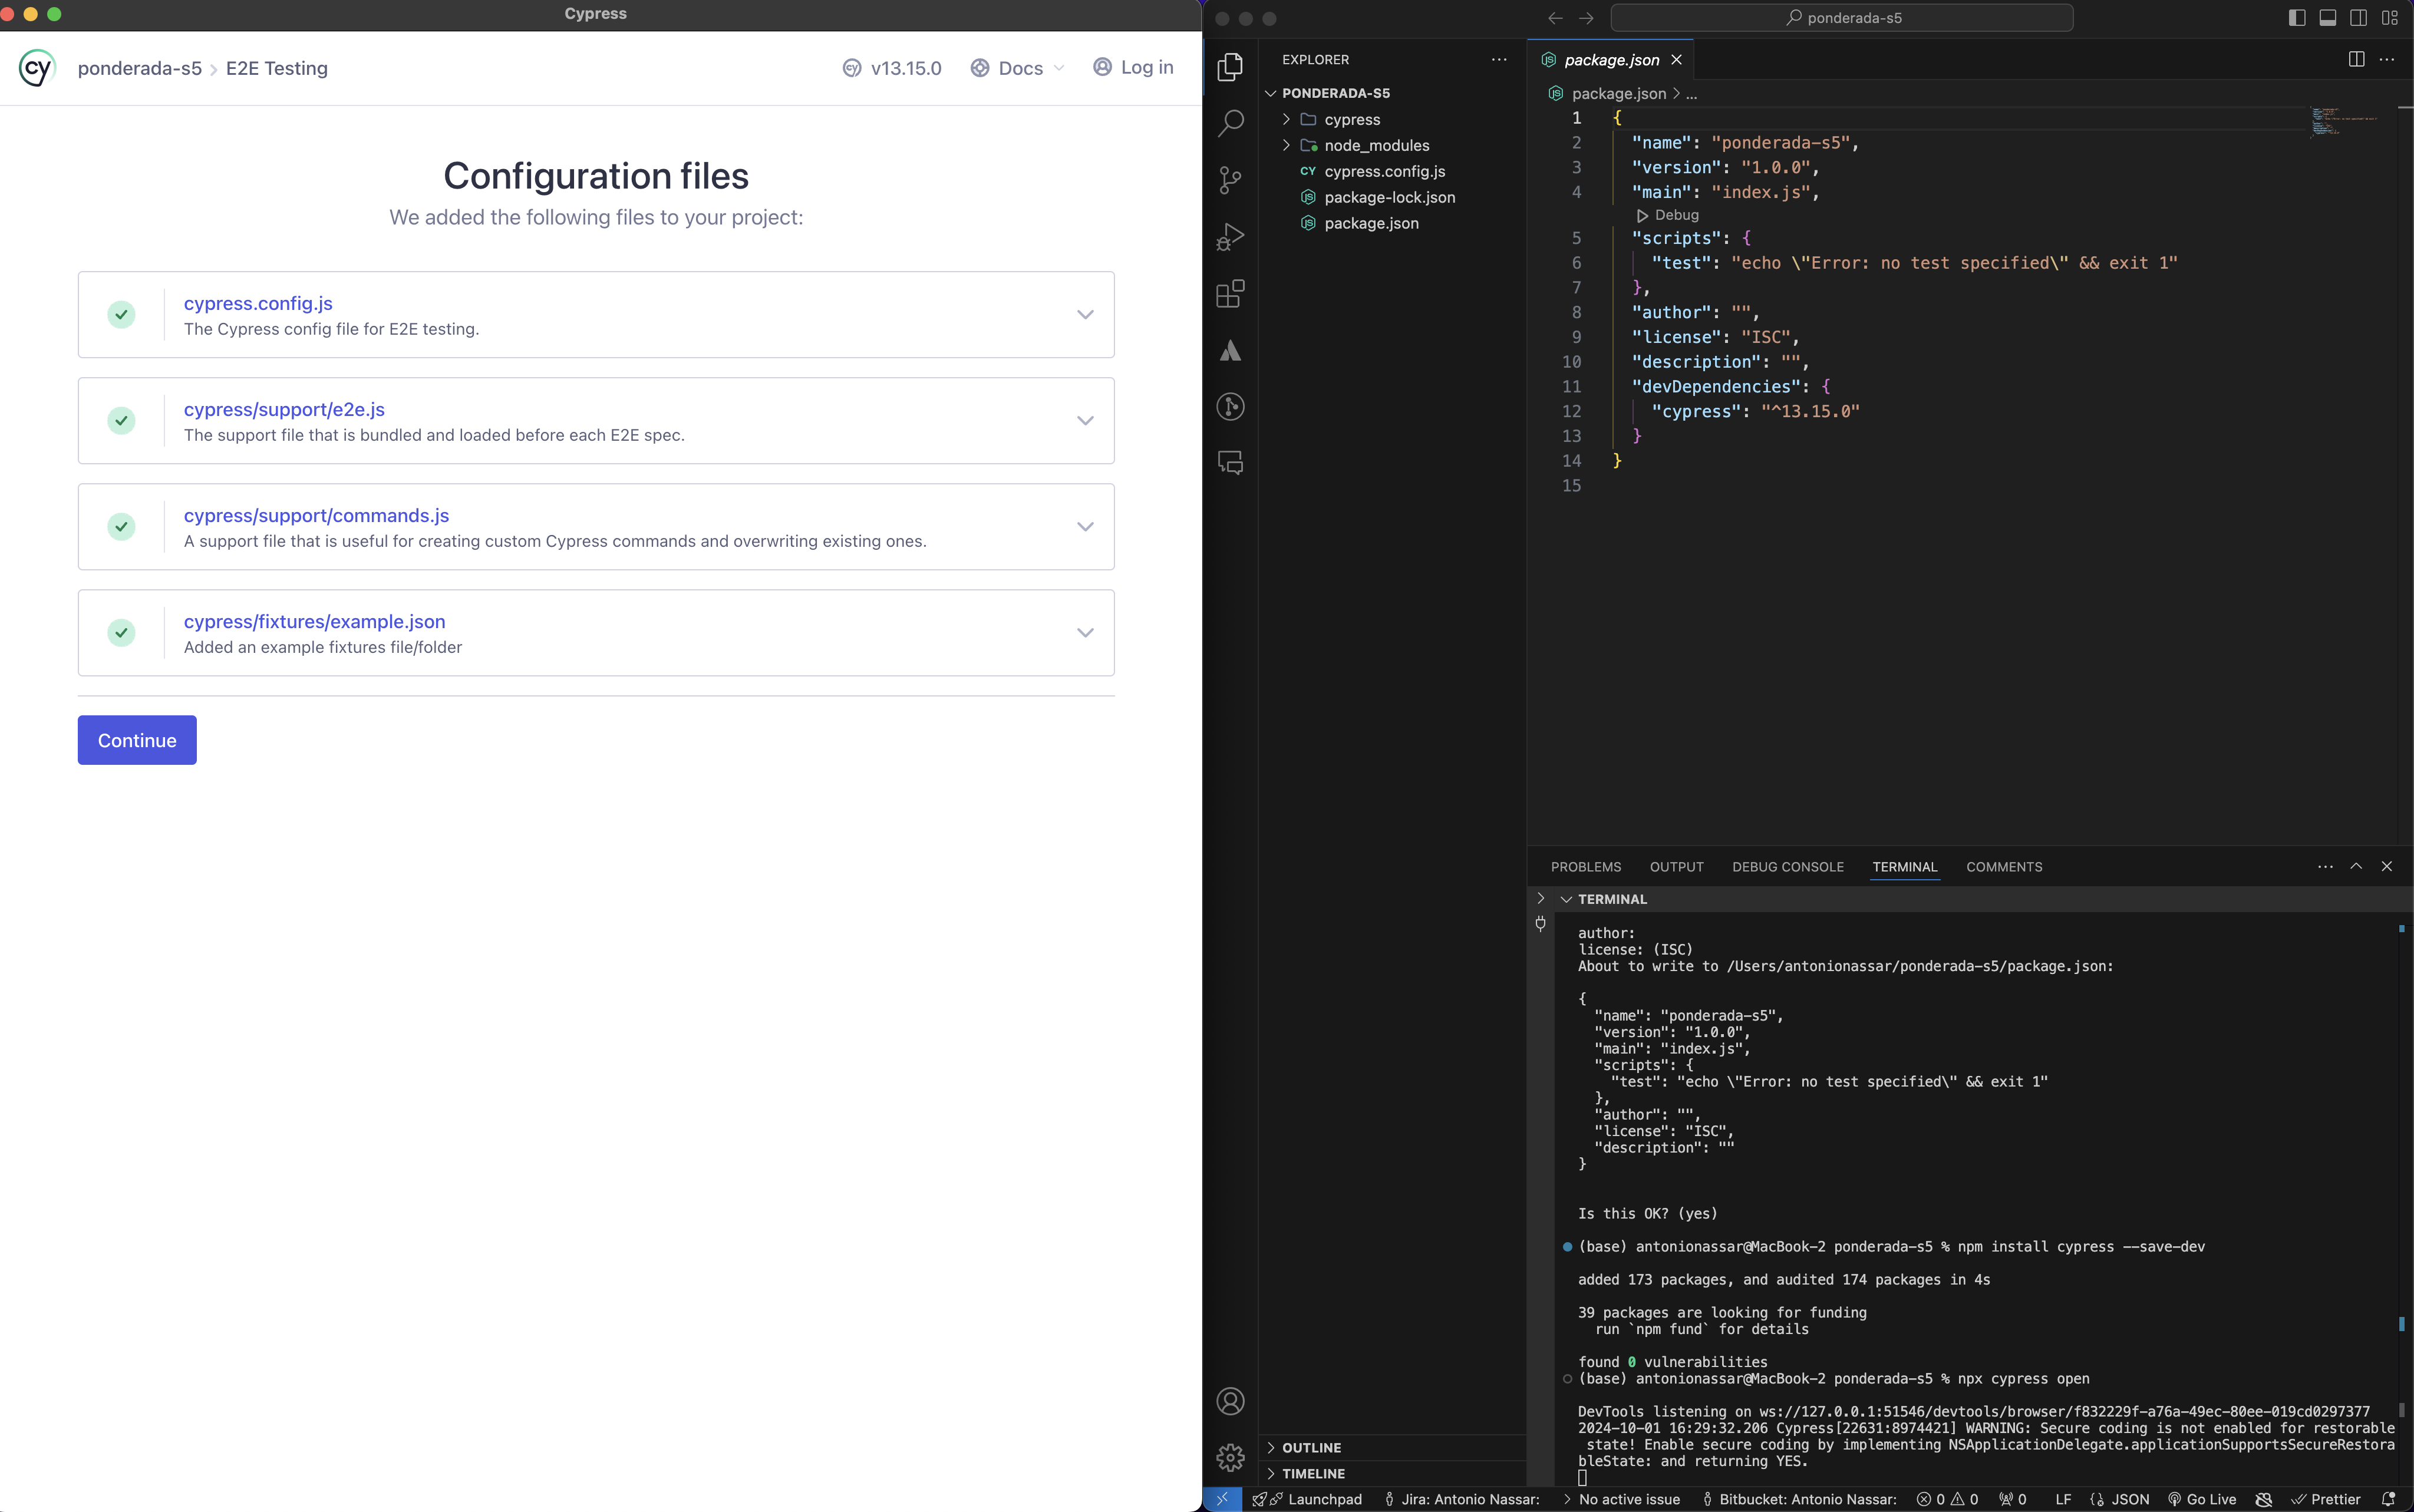 Cypress
cy ponderada-s5 > E2E Testing
v13.15.0 Docs Log in
Configuration files
We added the following files to your project:
cypress.config.js
The Cypress config file for E2E testing.
cypress/support/e2e.js
The support file that is bundled and loaded before each E2E spec.
cypress/support/commands.js
A support file that is useful for creating custom Cypress commands and overwriting existing ones.
cypress/fixtures/example.json
Added an example fixtures file/folder
Continue
ponderada-s5
EXPLORER
PONDERADA-S5
cypress
node_modules
CY cypress.config.js
package-lock.json
package.json
OUTLINE
TIMELINE
package.json
package.json > ...
1 {
2 "name": "ponderada-s5",
3 "version": "1.0.0",
4 "main": "index.js",
Debug
5 "scripts": {
6 "test": "echo \"Error: no test specified\" && exit 1"
7 },
8 "author": "",
9 "license": "ISC",
10 "description": "",
11 "devDependencies": {
12 "cypress": "^13.15.0"
13 }
14 }
15
PROBLEMS OUTPUT DEBUG CONSOLE TERMINAL COMMENTS
TERMINAL
author:
license: (ISC)
About to write to /Users/antonionassar/ponderada-s5/package.json:
{
"name": "ponderada-s5",
"version": "1.0.0",
"main": "index.js",
"scripts": {
"test": "echo \"Error: no test specified\" && exit 1"
},
"author": "",
"license": "ISC",
"description": ""
}
Is this OK? (yes)
(base) antonionassar@MacBook-2 ponderada-s5 % npm install cypress --save-dev
added 173 packages, and audited 174 packages in 4s
39 packages are looking for funding
run `npm fund` for details
found 0 vulnerabilities
(base) antonionassar@MacBook-2 ponderada-s5 % npx cypress open
DevTools listening on ws://127.0.0.1:51546/devtools/browser/f832229f-a76a-49ec-80ee-019cd0297377
2024-10-01 16:29:32.206 Cypress[22631:8974421] WARNING: Secure coding is not enabled for restorable
state! Enable secure coding by implementing NSApplicationDelegate.applicationSupportsSecureRestora
bleState: and returning YES.
Launchpad Jira: Antonio Nassar: > No active issue Bitbucket: Antonio Nassar: 0 0 0 LF {} JSON Go Live Prettier